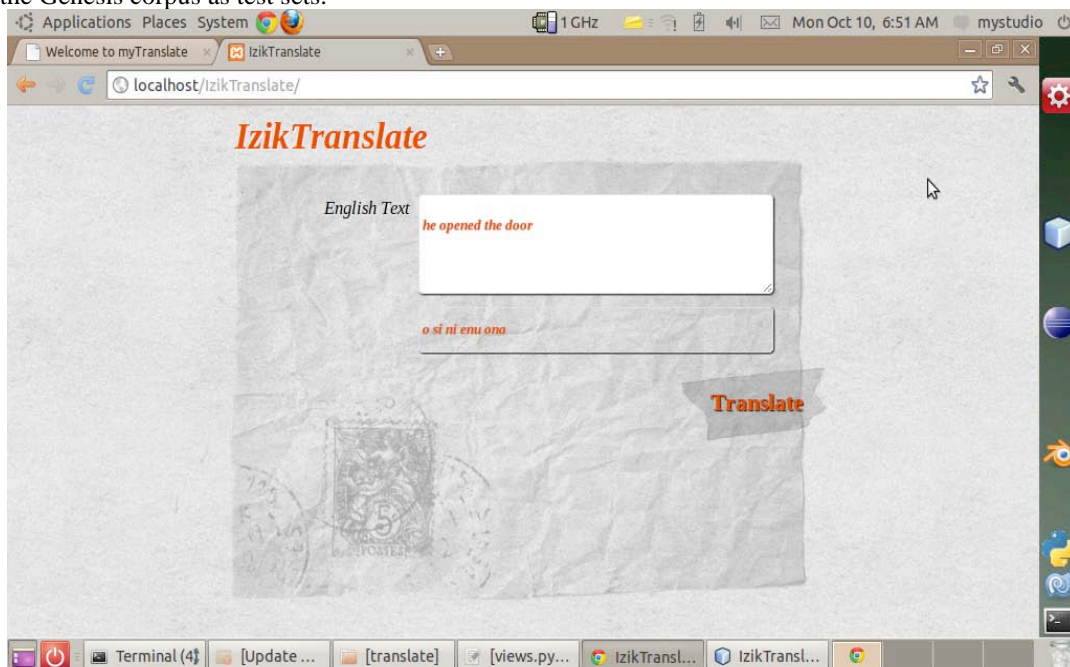 the Genesis corpus as test sets.
Applications Places System 1 GHz Mon Oct 10, 6:51 AM mystudio
Welcome to myTranslate IzikTranslate
localhost/IzikTranslate/
IzikTranslate
English Text
he opened the door
o si ni enu ona
Translate
5
POSTES
Terminal (4) [Update ... [translate] [views.py... IzikTransl... IzikTransl...